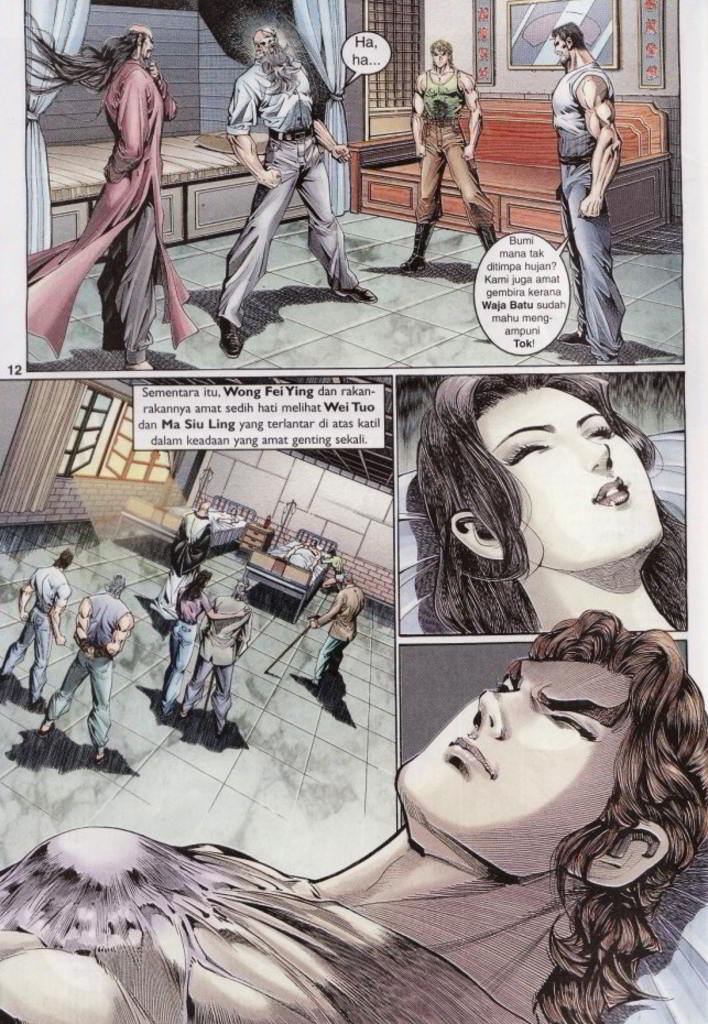 Ha,
ha...
Bumi
mana tak
ditimpa hujan?
Kami juga amat
gembira kerana
Waja Batu sudah
mahu meng-
ampuni
Tok!
12
Sementara itu, Wong Fei Ying dan rakan-
rakannya amat sedih hati melihat Wei Tuo
dan Ma Siu Ling yang terlantar di atas katil
dalam keadaan yang amat genting sekali.